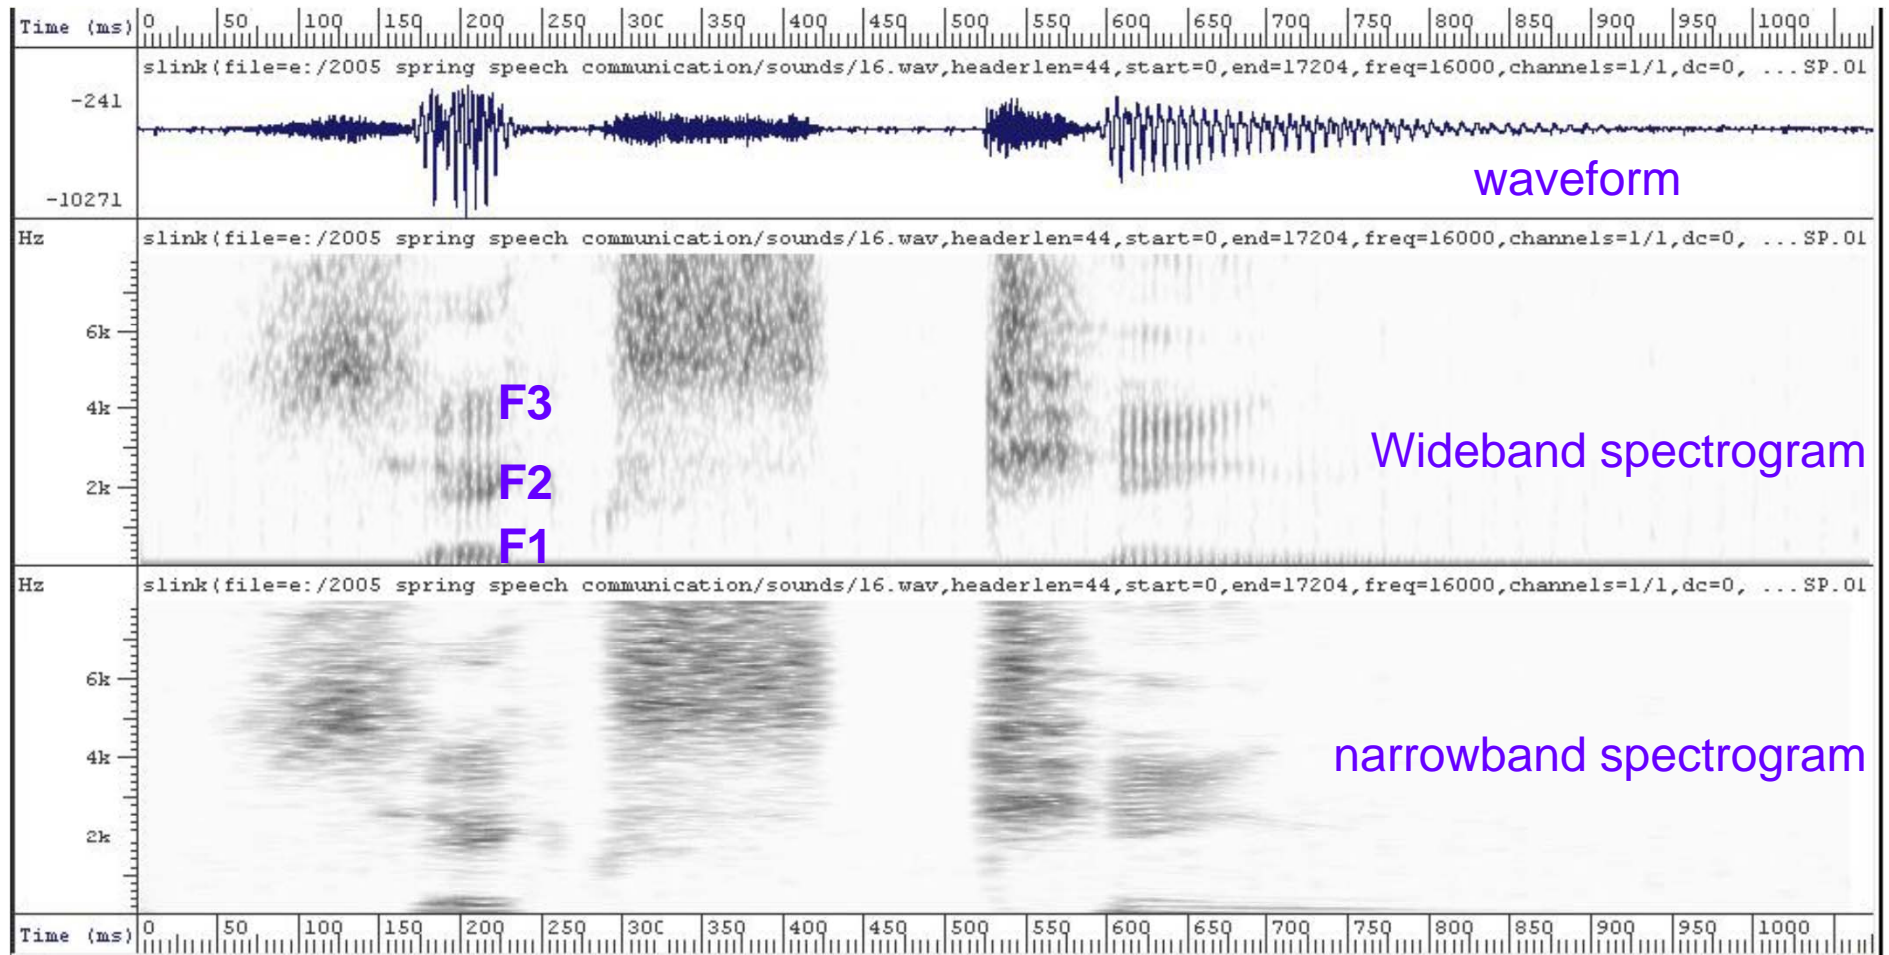 Time (ms) 0 50 100 150 200 250 300 350 400 450 500 550 600 650 700 750 800 850 900 950 1000
slink(file=e:/2005 spring speech communication/sounds/16.wav,headerlen=44,start=0,end=17204,freq=16000,channels=1/1,dc=0, ...SP.01
-241
waveform
-10271
Hz slink(file=e:/2005 spring speech communication/sounds/16.wav,headerlen=44,start=0,end=17204,freq=16000,channels=1/1,dc=0, ...SP.01
6k
4k F3
Wideband spectrogram
2k F2
F1
Hz slink(file=e:/2005 spring speech communication/sounds/16.wav,headerlen=44,start=0,end=17204,freq=16000,channels=1/1,dc=0, ...SP.01
6k
4k narrowband spectrogram
2k
Time (ms) 0 50 100 150 200 250 300 350 400 450 500 550 600 650 700 750 800 850 900 950 1000